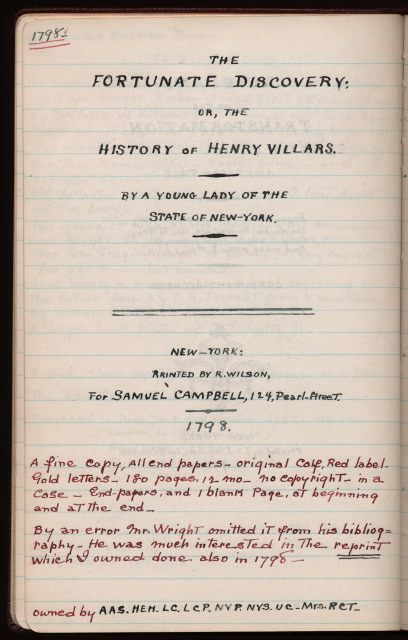 1798.
THE
FORTUNATE DISCOVERY:
OR, THE
HISTORY OF HENRY VILLARS.
BY A YOUNG LADY OF THE
STATE OF NEW-YORK.
NEW-YORK:
PRINTED BY R. WILSON,
For SAMUEL CAMPBELL, 124, Pearl-Street.
1798.
A fine copy, All end papers - original Calf, Red label-
Gold letters - 180 pages, 12 mo - no copyright - in a
Case - End-papers, and 1 blank Page, at beginning
and at the end -
By an error Mr. Wright omitted it from his bibliog=
raphy - He was much interested in The reprint
which I owned done also in 1798 -
owned by AAS. HEH. LC. LCP. NYP. NYS. UC - Mrs. RCT.